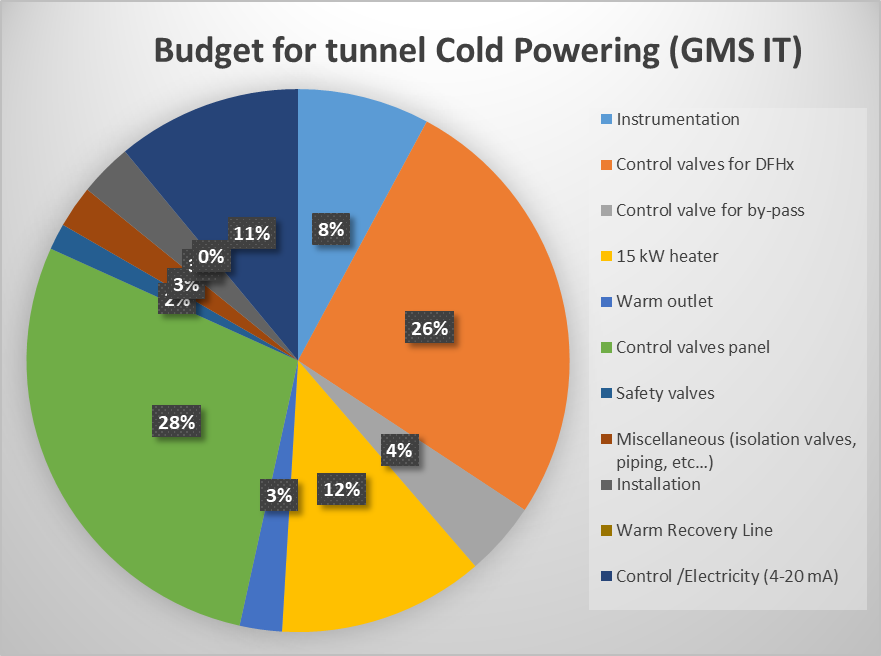 Budget for tunnel Cold Powering (GMS IT)
11%
8%
0%
3%
2%
26%
28%
4%
12%
3%
Instrumentation
Control valves for DFHx
Control valve for by-pass
15 kW heater
Warm outlet
Control valves panel
Safety valves
Miscellaneous (isolation valves,
piping, etc...)
Installation
Warm Recovery Line
Control /Electricity (4-20 mA)